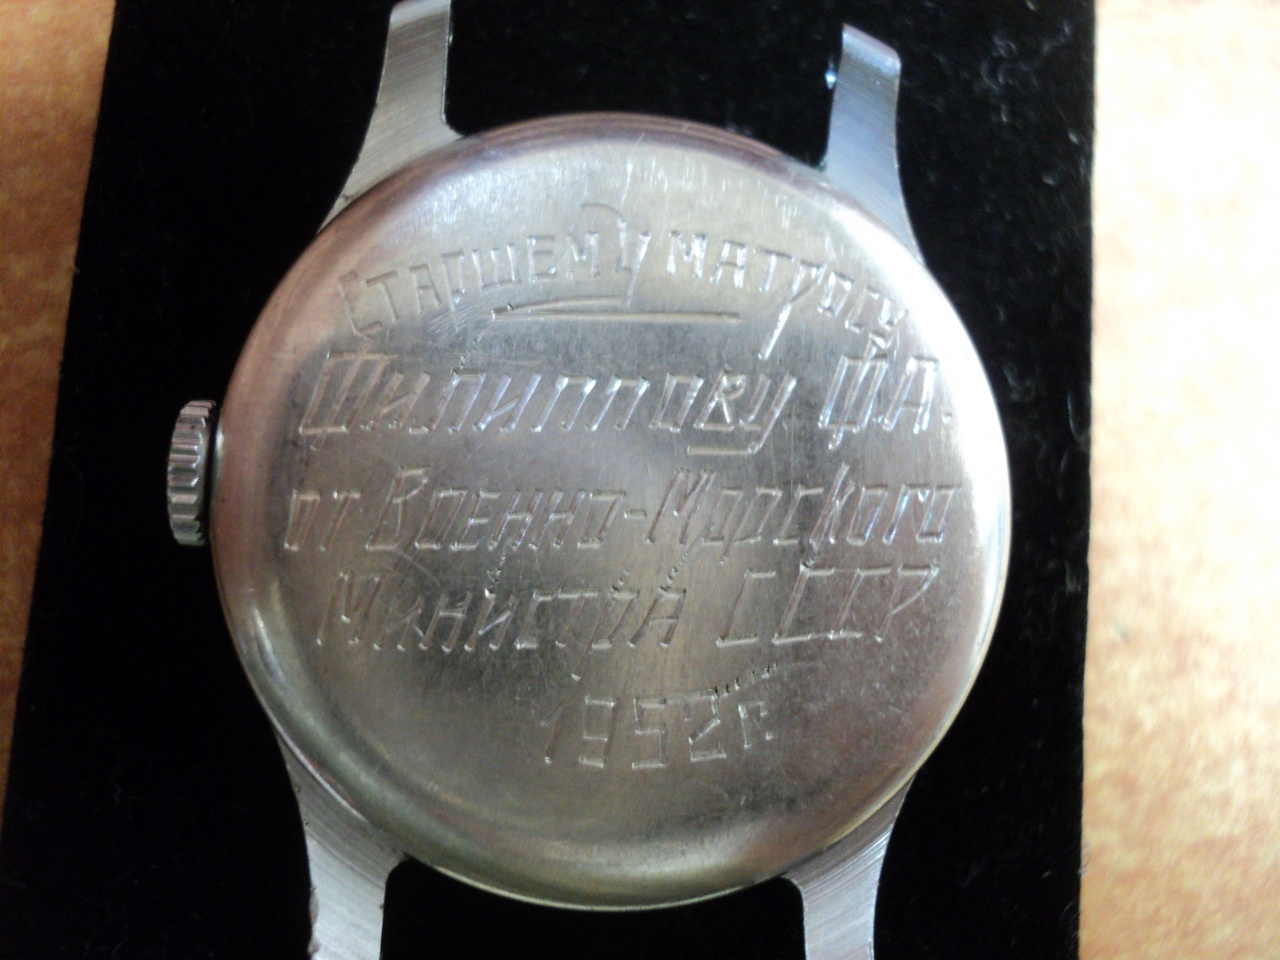 Старшему матросу
Филиппову Ф.А.
от Военно-Морского
Министра СССР
1952г.